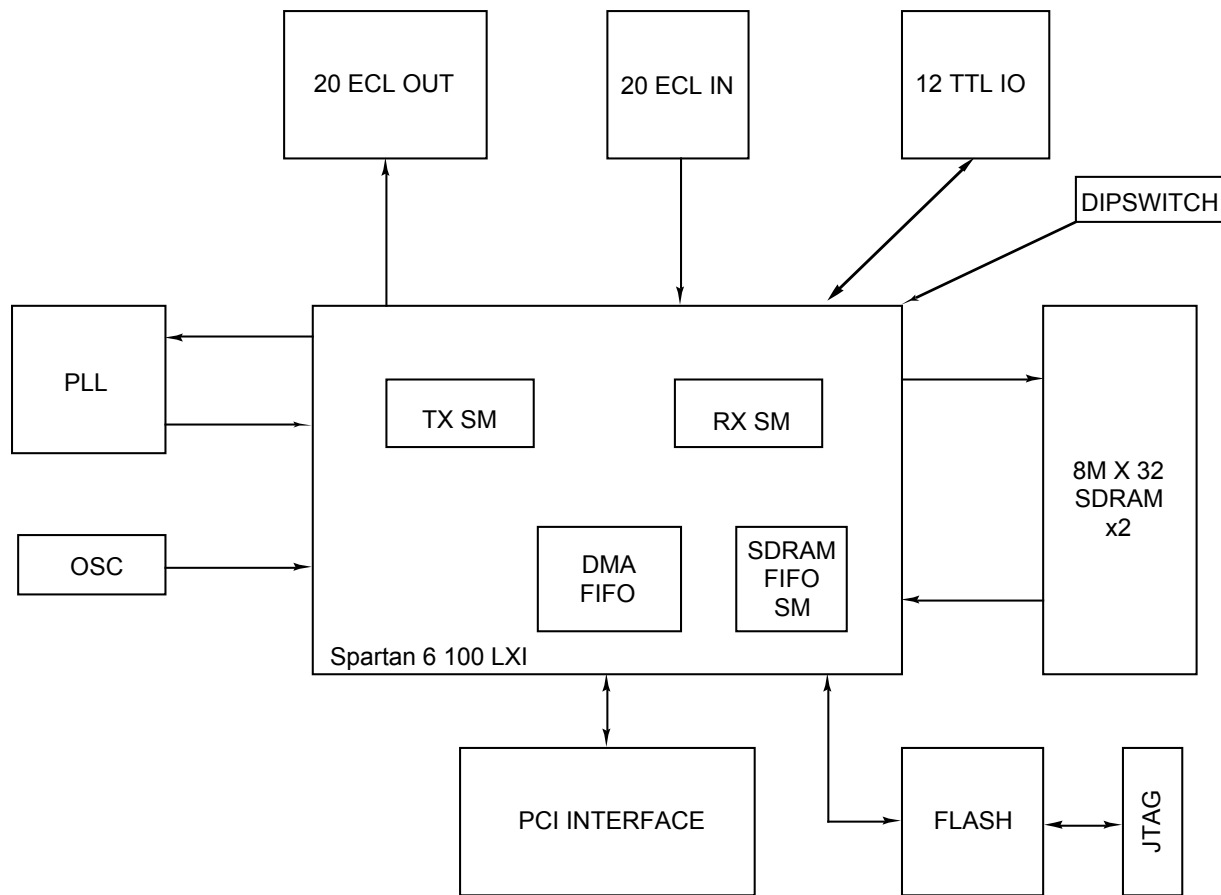 20 ECL OUT
20 ECL IN
12 TTL IO
DIPSWITCH
PLL
TX SM
RX SM
8M X 32
SDRAM
x2
OSC
DMA
FIFO
SDRAM
FIFO
SM
Spartan 6 100 LXI
PCI INTERFACE
FLASH
JTAG